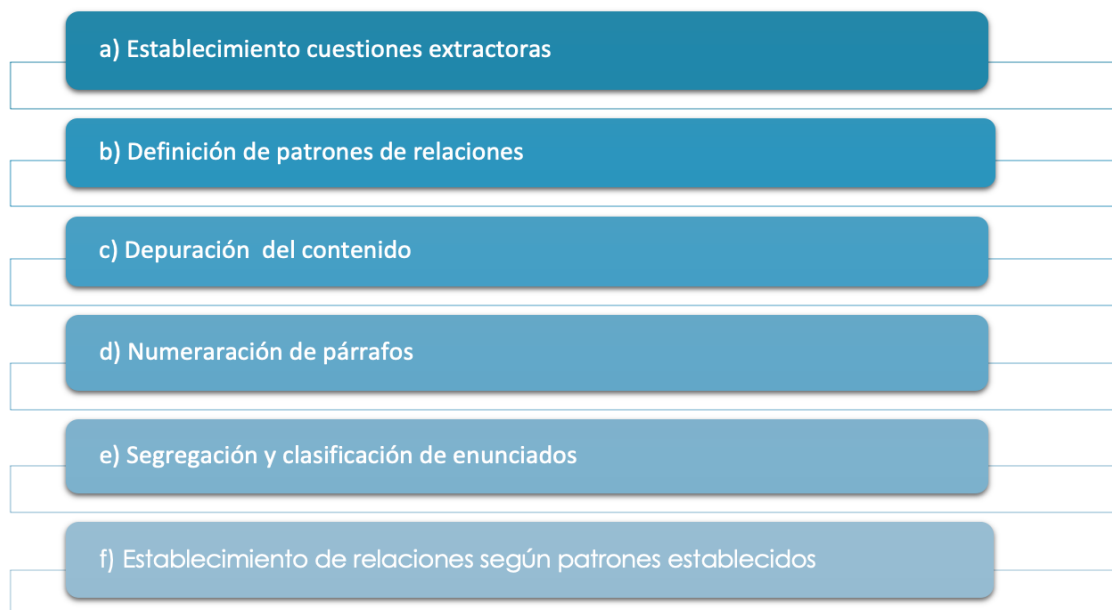 a) Establecimiento cuestiones extractoras
b) Definición de patrones de relaciones
c) Depuración  del contenido
d) Numeraración de párrafos
e) Segregación y clasificación de enunciados
f) Establecimiento de relaciones según patrones establecidos